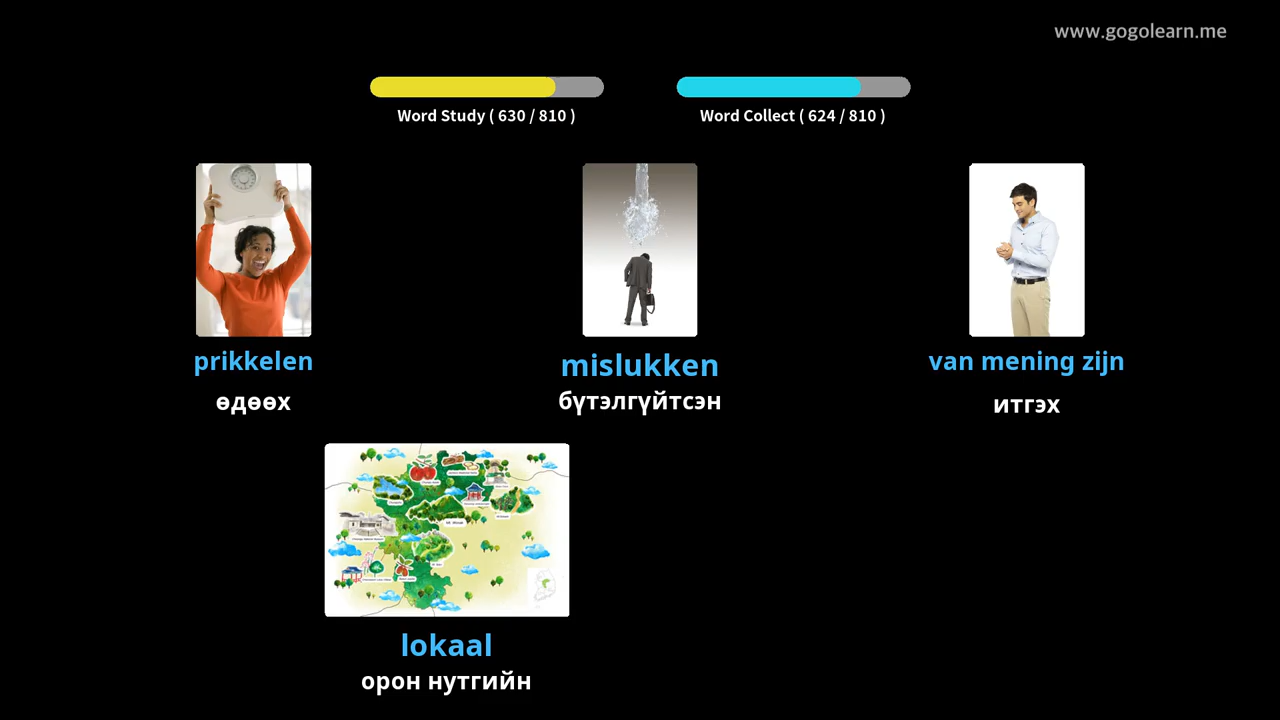 www.gogolearn.me
Word Study ( 630 / 810 )
Word Collect ( 624 / 810 )
prikkelen
өдөөх
mislukken
бүтэлгүйтсэн
van mening zijn
итгэх
lokaal
орон нутгийн